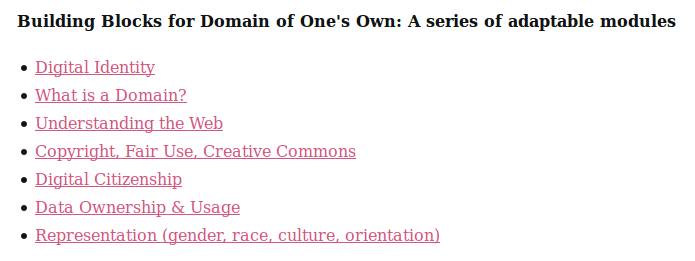 Building Blocks for Domain of One's Own: A series of adaptable modules
Digital Identity
What is a Domain?
Understanding the Web
Copyright, Fair Use, Creative Commons
Digital Citizenship
Data Ownership & Usage
Representation (gender, race, culture, orientation)